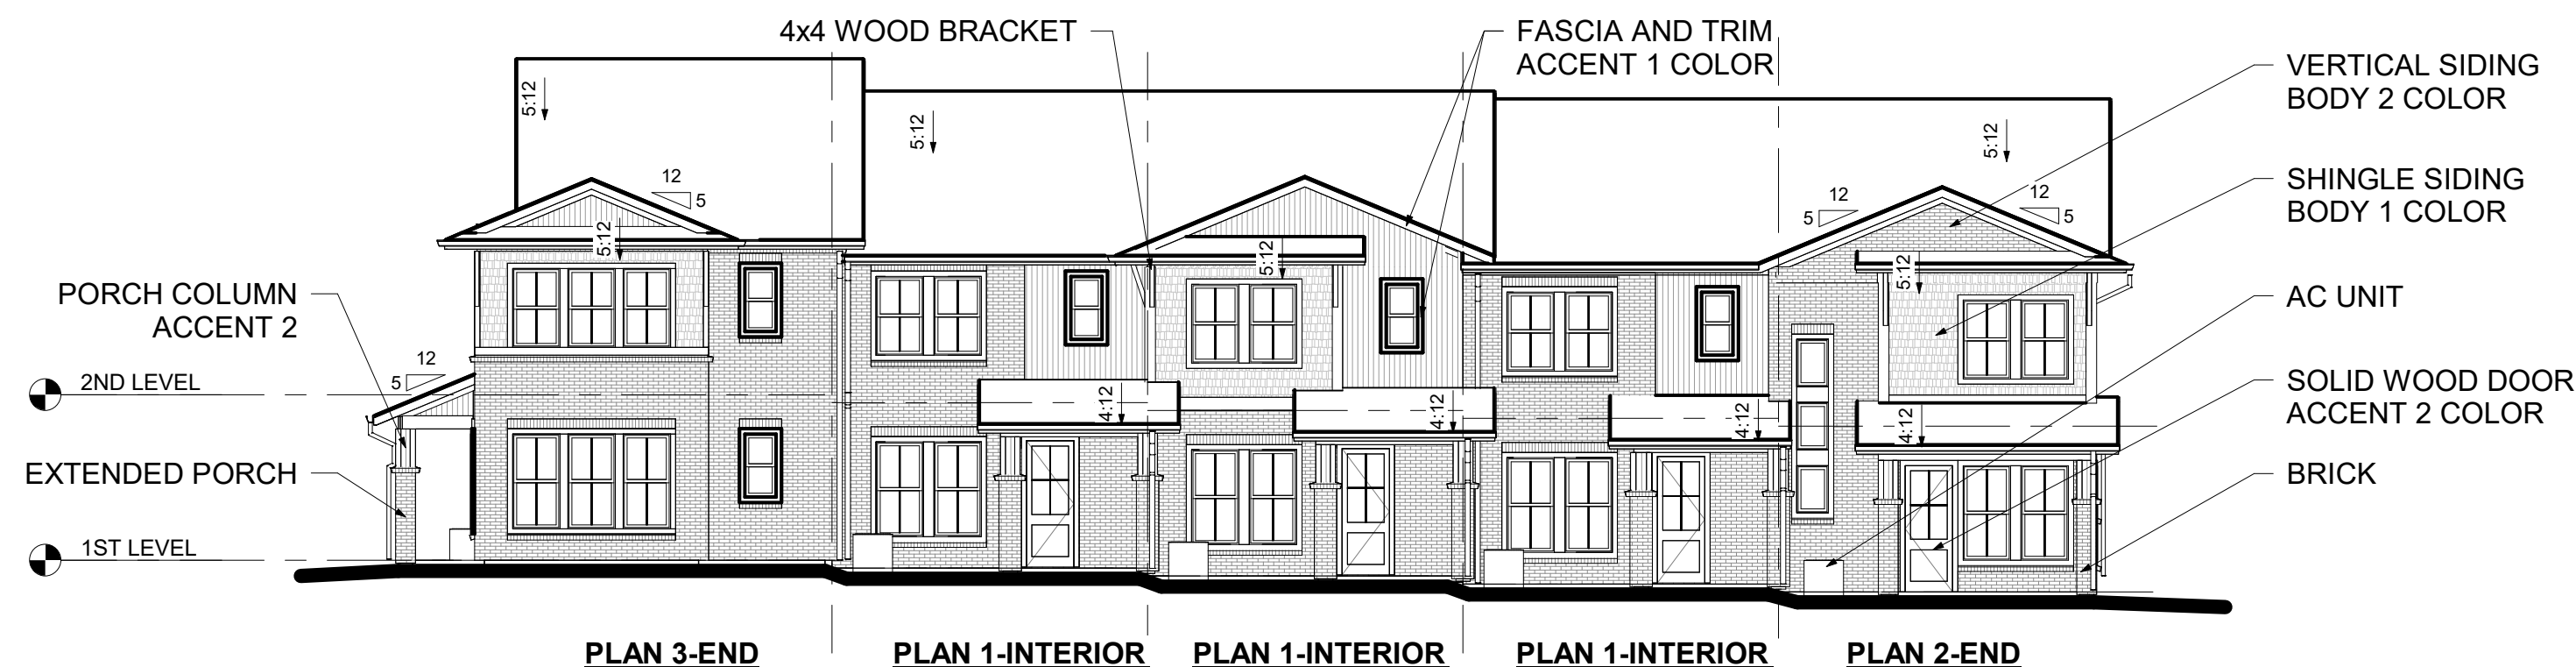 4x4 WOOD BRACKET
FASCIA AND TRIM
ACCENT 1 COLOR
VERTICAL SIDING
BODY 2 COLOR
SHINGLE SIDING
BODY 1 COLOR
AC UNIT
SOLID WOOD DOOR
ACCENT 2 COLOR
BRICK
PORCH COLUMN
ACCENT 2
EXTENDED PORCH
2ND LEVEL
1ST LEVEL
5:12
5:12
5:12
12
5
12
5
12
5
12
5
5:12
5:12
5:12
4:12
4:12
4:12
4:12
PLAN 3-END
PLAN 1-INTERIOR
PLAN 1-INTERIOR
PLAN 1-INTERIOR
PLAN 2-END